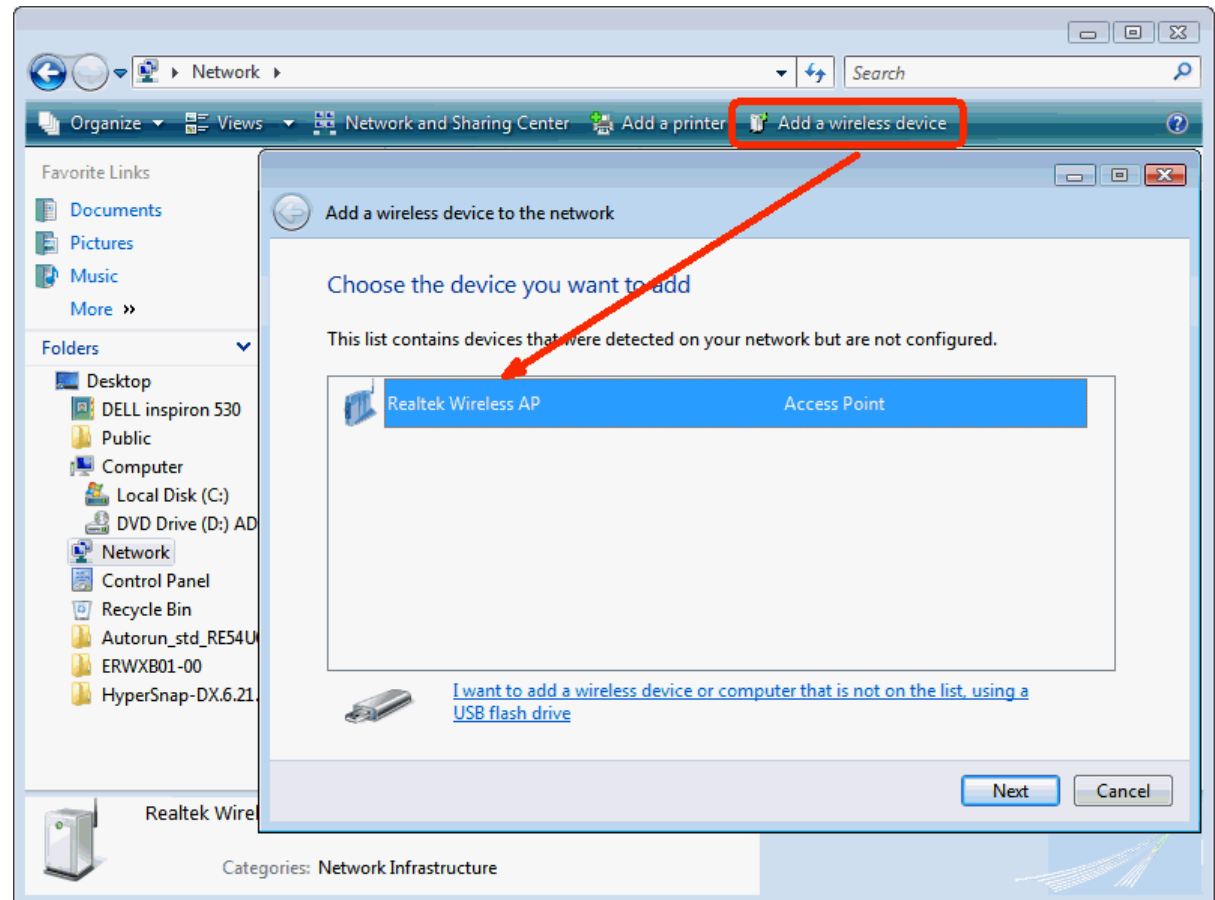 Network
Search
Organize Views Network and Sharing Center Add a printer Add a wireless device
Favorite Links
Documents
Pictures
Music
More »
Folders
Desktop
DELL inspiron 530
Public
Computer
Local Disk (C:)
DVD Drive (D:) AD
Network
Control Panel
Recycle Bin
Autorun_std_RE54U
ERWXB01-00
HyperSnap-DX.6.21.
Add a wireless device to the network
Choose the device you want to add
This list contains devices that were detected on your network but are not configured.
Realtek Wireless AP Access Point
I want to add a wireless device or computer that is not on the list, using a
USB flash drive
Next Cancel
Realtek Wirel
Categories: Network Infrastructure